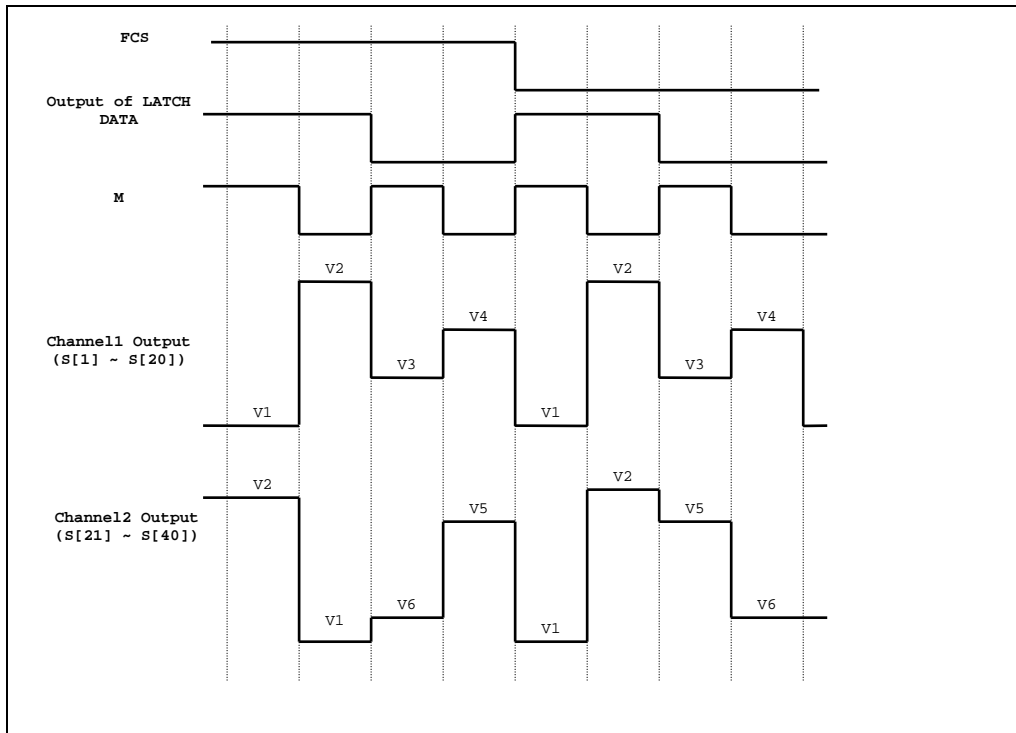 FCS
Output of LATCH
DATA
M
V2
V2
V4
V4
Channel1 Output
(S[1] ~ S[20])
V3
V3
V1
V1
V2
V2
Channel2 Output
(S[21] ~ S[40])
V5
V5
V6
V6
V1
V1